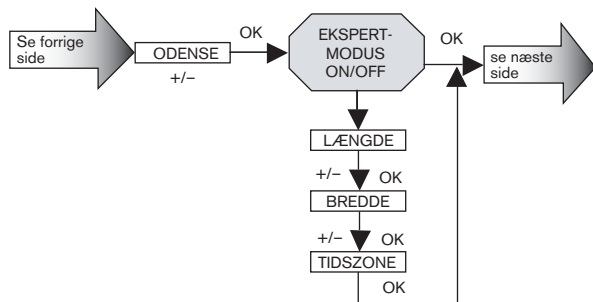 Se forrige
side
OK
ODENSE
+/–
EKSPERT-
MODUS
ON/OFF
OK
se næste
side
LÆNGDE
+/– OK
BREDDE
+/– OK
TIDSZONE
OK